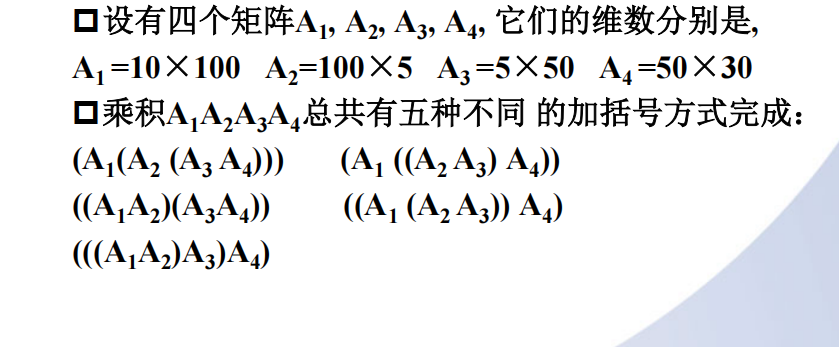 □设有四个矩阵A₁, A₂, A₃, A₄, 它们的维数分别是,
A₁=10×100 A₂=100×5 A₃=5×50 A₄=50×30
□乘积A₁A₂A₃A₄总共有五种不同 的加括号方式完成：
(A₁(A₂ (A₃ A₄))) (A₁ ((A₂ A₃) A₄))
((A₁A₂)(A₃A₄)) ((A₁ (A₂ A₃)) A₄)
(((A₁A₂)A₃)A₄)